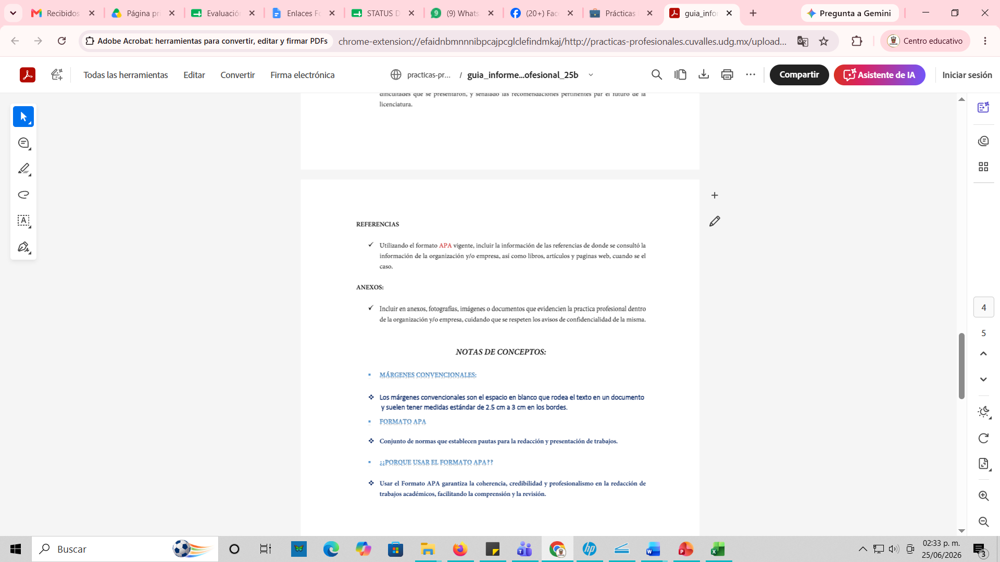 Recibidos
Página pri
Evaluación
Enlaces Fo
STATUS D
(9) Whats
(20+) Face
Prácticas
guia_infor
Pregunta a Gemini
Adobe Acrobat: herramientas para convertir, editar y firmar PDFs
chrome-extension://efaidnbmnnnibpcajpcglclefindmkaj/http://practicas-profesionales.cuvalles.udg.mx/upload...
Centro educativo
Todas las herramientas
Editar
Convertir
Firma electrónica
practicas-pr... / guia_informe...ofesional_25b
Compartir
Asistente de IA
Iniciar sesión
dificultades que se presentaron, y señalado las recomendaciones pertinentes par el futuro de la
licenciatura.
REFERENCIAS
✓ Utilizando el formato APA vigente, incluir la información de las referencias de donde se consultó la
información de la organización y/o empresa, así como libros, artículos y paginas web, cuando se el
caso.
ANEXOS:
✓ Incluir en anexos, fotografías, imágenes o documentos que evidencien la practica profesional dentro
de la organización y/o empresa, cuidando que se respeten los avisos de confidencialidad de la misma.
NOTAS DE CONCEPTOS:
▪ MÁRGENES CONVENCIONALES:
❖ Los márgenes convencionales son el espacio en blanco que rodea el texto en un documento
y suelen tener medidas estándar de 2.5 cm a 3 cm en los bordes.
▪ FORMATO APA
❖ Conjunto de normas que establecen pautas para la redacción y presentación de trabajos.
▪ ¿¿PORQUE USAR EL FORMATO APA??
❖ Usar el Formato APA garantiza la coherencia, credibilidad y profesionalismo en la redacción de
trabajos académicos, facilitando la comprensión y la revisión.
4
5
Buscar
02:33 p. m.
25/06/2026
3